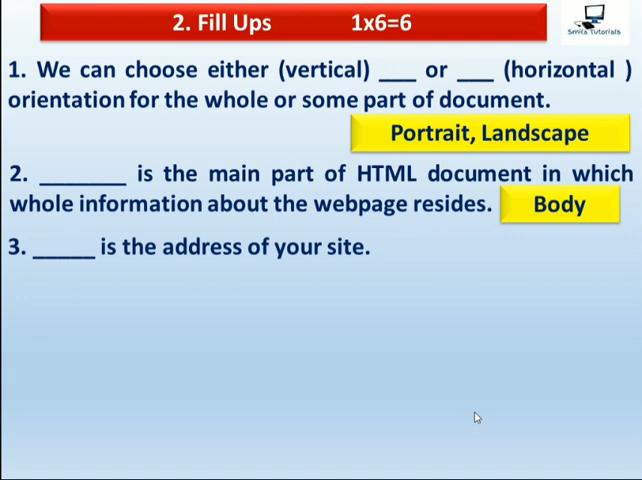 2. Fill Ups 1x6=6
Smita Tutorials
1. We can choose either (vertical) ___ or ___ (horizontal )
orientation for the whole or some part of document.
Portrait, Landscape
2. _______ is the main part of HTML document in which
whole information about the webpage resides.
Body
3. _____ is the address of your site.